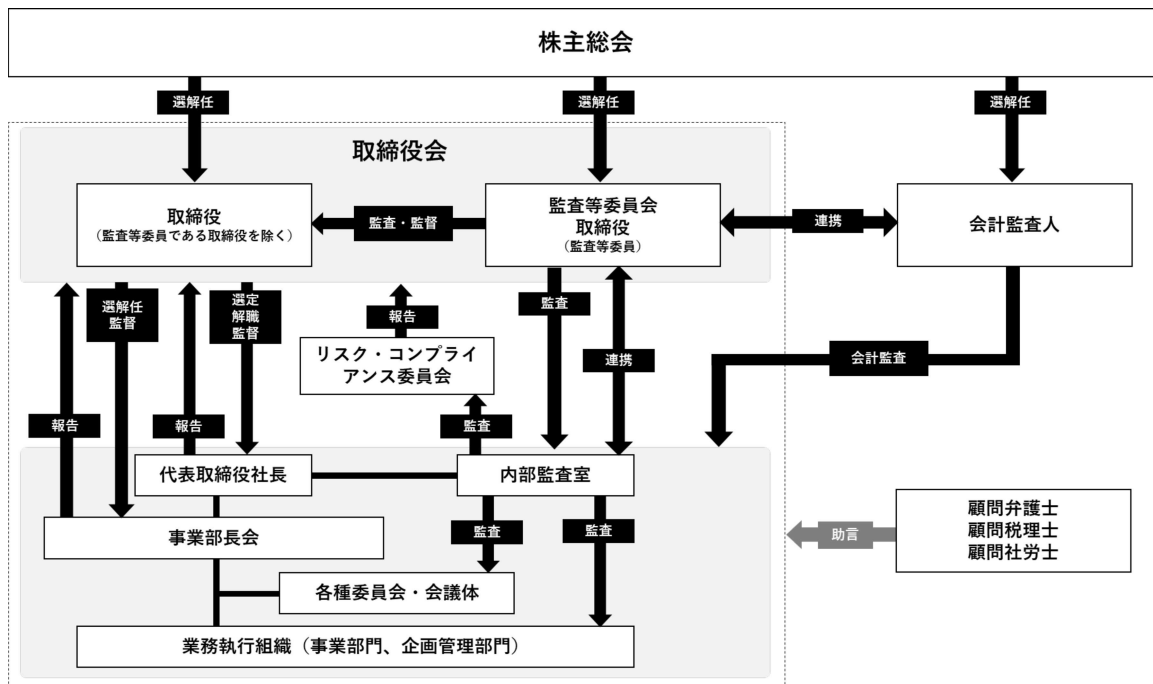 株主総会
選解任
選解任
選解任
取締役会
取締役
（監査等委員である取締役を除く）
監査・監督
監査等委員会
取締役
（監査等委員）
連携
会計監査人
選解任
監督
選定
解職
監督
報告
監査
リスク・コンプライ
アンス委員会
連携
会計監査
報告
報告
監査
代表取締役社長
内部監査室
事業部長会
監査
監査
顧問弁護士
顧問税理士
顧問社労士
助言
各種委員会・会議体
業務執行組織（事業部門、企画管理部門）